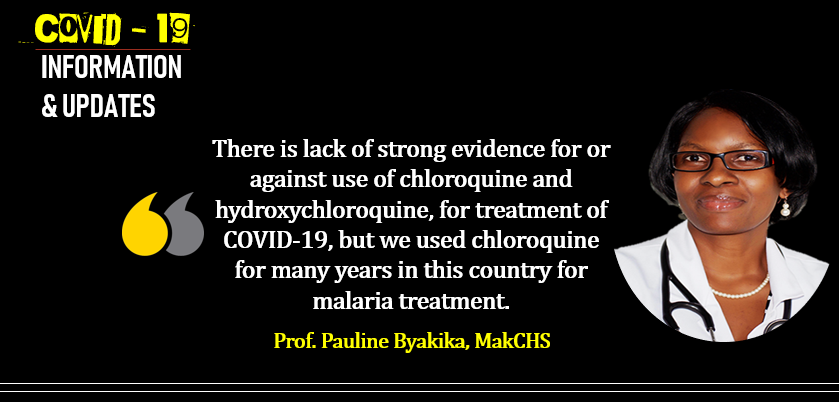 COVID - 19
INFORMATION
& UPDATES
There is lack of strong evidence for or
against use of chloroquine and
hydroxychloroquine, for treatment of
COVID-19, but we used chloroquine
for many years in this country for
malaria treatment.
Prof. Pauline Byakika, MakCHS